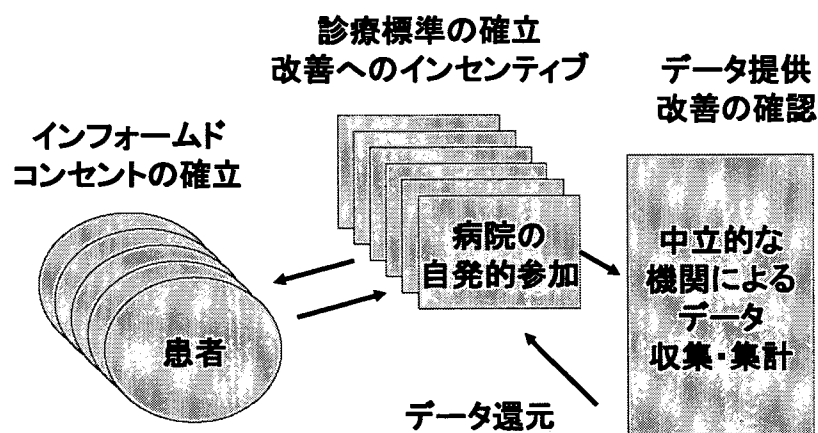 診療標準の確立
改善へのインセンティブ
データ提供
改善の確認
インフォームド
コンセントの確立
病院の
自発的参加
中立的な
機関による
データ
収集・集計
患者
データ還元